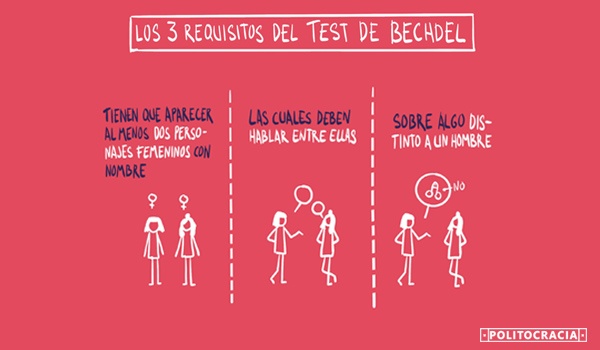 LOS 3 REQUISITOS DEL TEST DE BECHDEL
TIENEN QUE APARECER
AL MENOS DOS PERSO-
NAJES FEMENINOS CON
NOMBRE
LAS CUALES DEBEN
HABLAR ENTRE ELLAS
SOBRE ALGO DIS-
TINTO A UN HOMBRE
NO
·POLITOCRACIA·